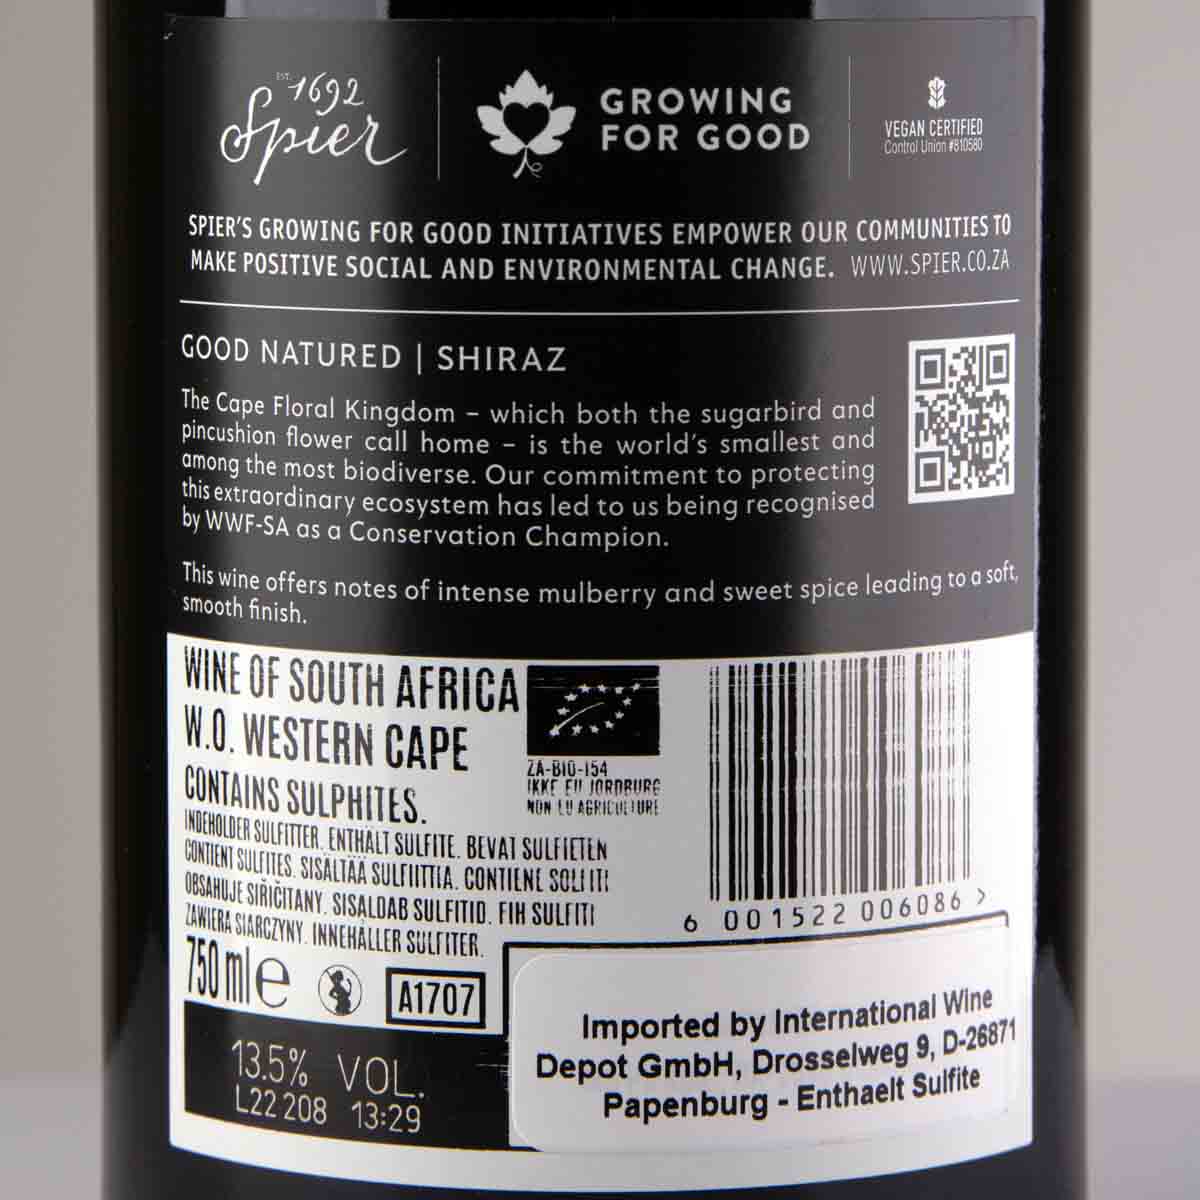 EST. 1692
Spier
GROWING
FOR GOOD
VEGAN CERTIFIED
Control Union #810580
SPIER'S GROWING FOR GOOD INITIATIVES EMPOWER OUR COMMUNITIES TO
MAKE POSITIVE SOCIAL AND ENVIRONMENTAL CHANGE. WWW.SPIER.CO.ZA
GOOD NATURED | SHIRAZ
The Cape Floral Kingdom – which both the sugarbird and
pincushion flower call home – is the world's smallest and
among the most biodiverse. Our commitment to protecting
this extraordinary ecosystem has led to us being recognised
by WWF-SA as a Conservation Champion.
This wine offers notes of intense mulberry and sweet spice leading to a soft,
smooth finish.
WINE OF SOUTH AFRICA
W.O. WESTERN CAPE
CONTAINS SULPHITES.
INDEHOLDER SULFITTER. ENTHÄLT SULFITE. BEVAT SULFIETEN
CONTIENT SULFITES. SISÄLTÄÄ SULFIITTIA. CONTIENE SOLFITI
OBSAHUJE SIŘIČITANY. SISALDAB SULFITID. FIH SULFITI
ZAWIERA SIARCZYNY. INNEHÅLLER SULFITER.
ZA-BIO-154
IKKE EU JORDBURG
NON EU AGRICULTURE
6 001522 006086 >
750 ml e
A1707
13.5% VOL.
L22 208 13:29
Imported by International Wine
Depot GmbH, Drosselweg 9, D-26871
Papenburg - Enthaelt Sulfite